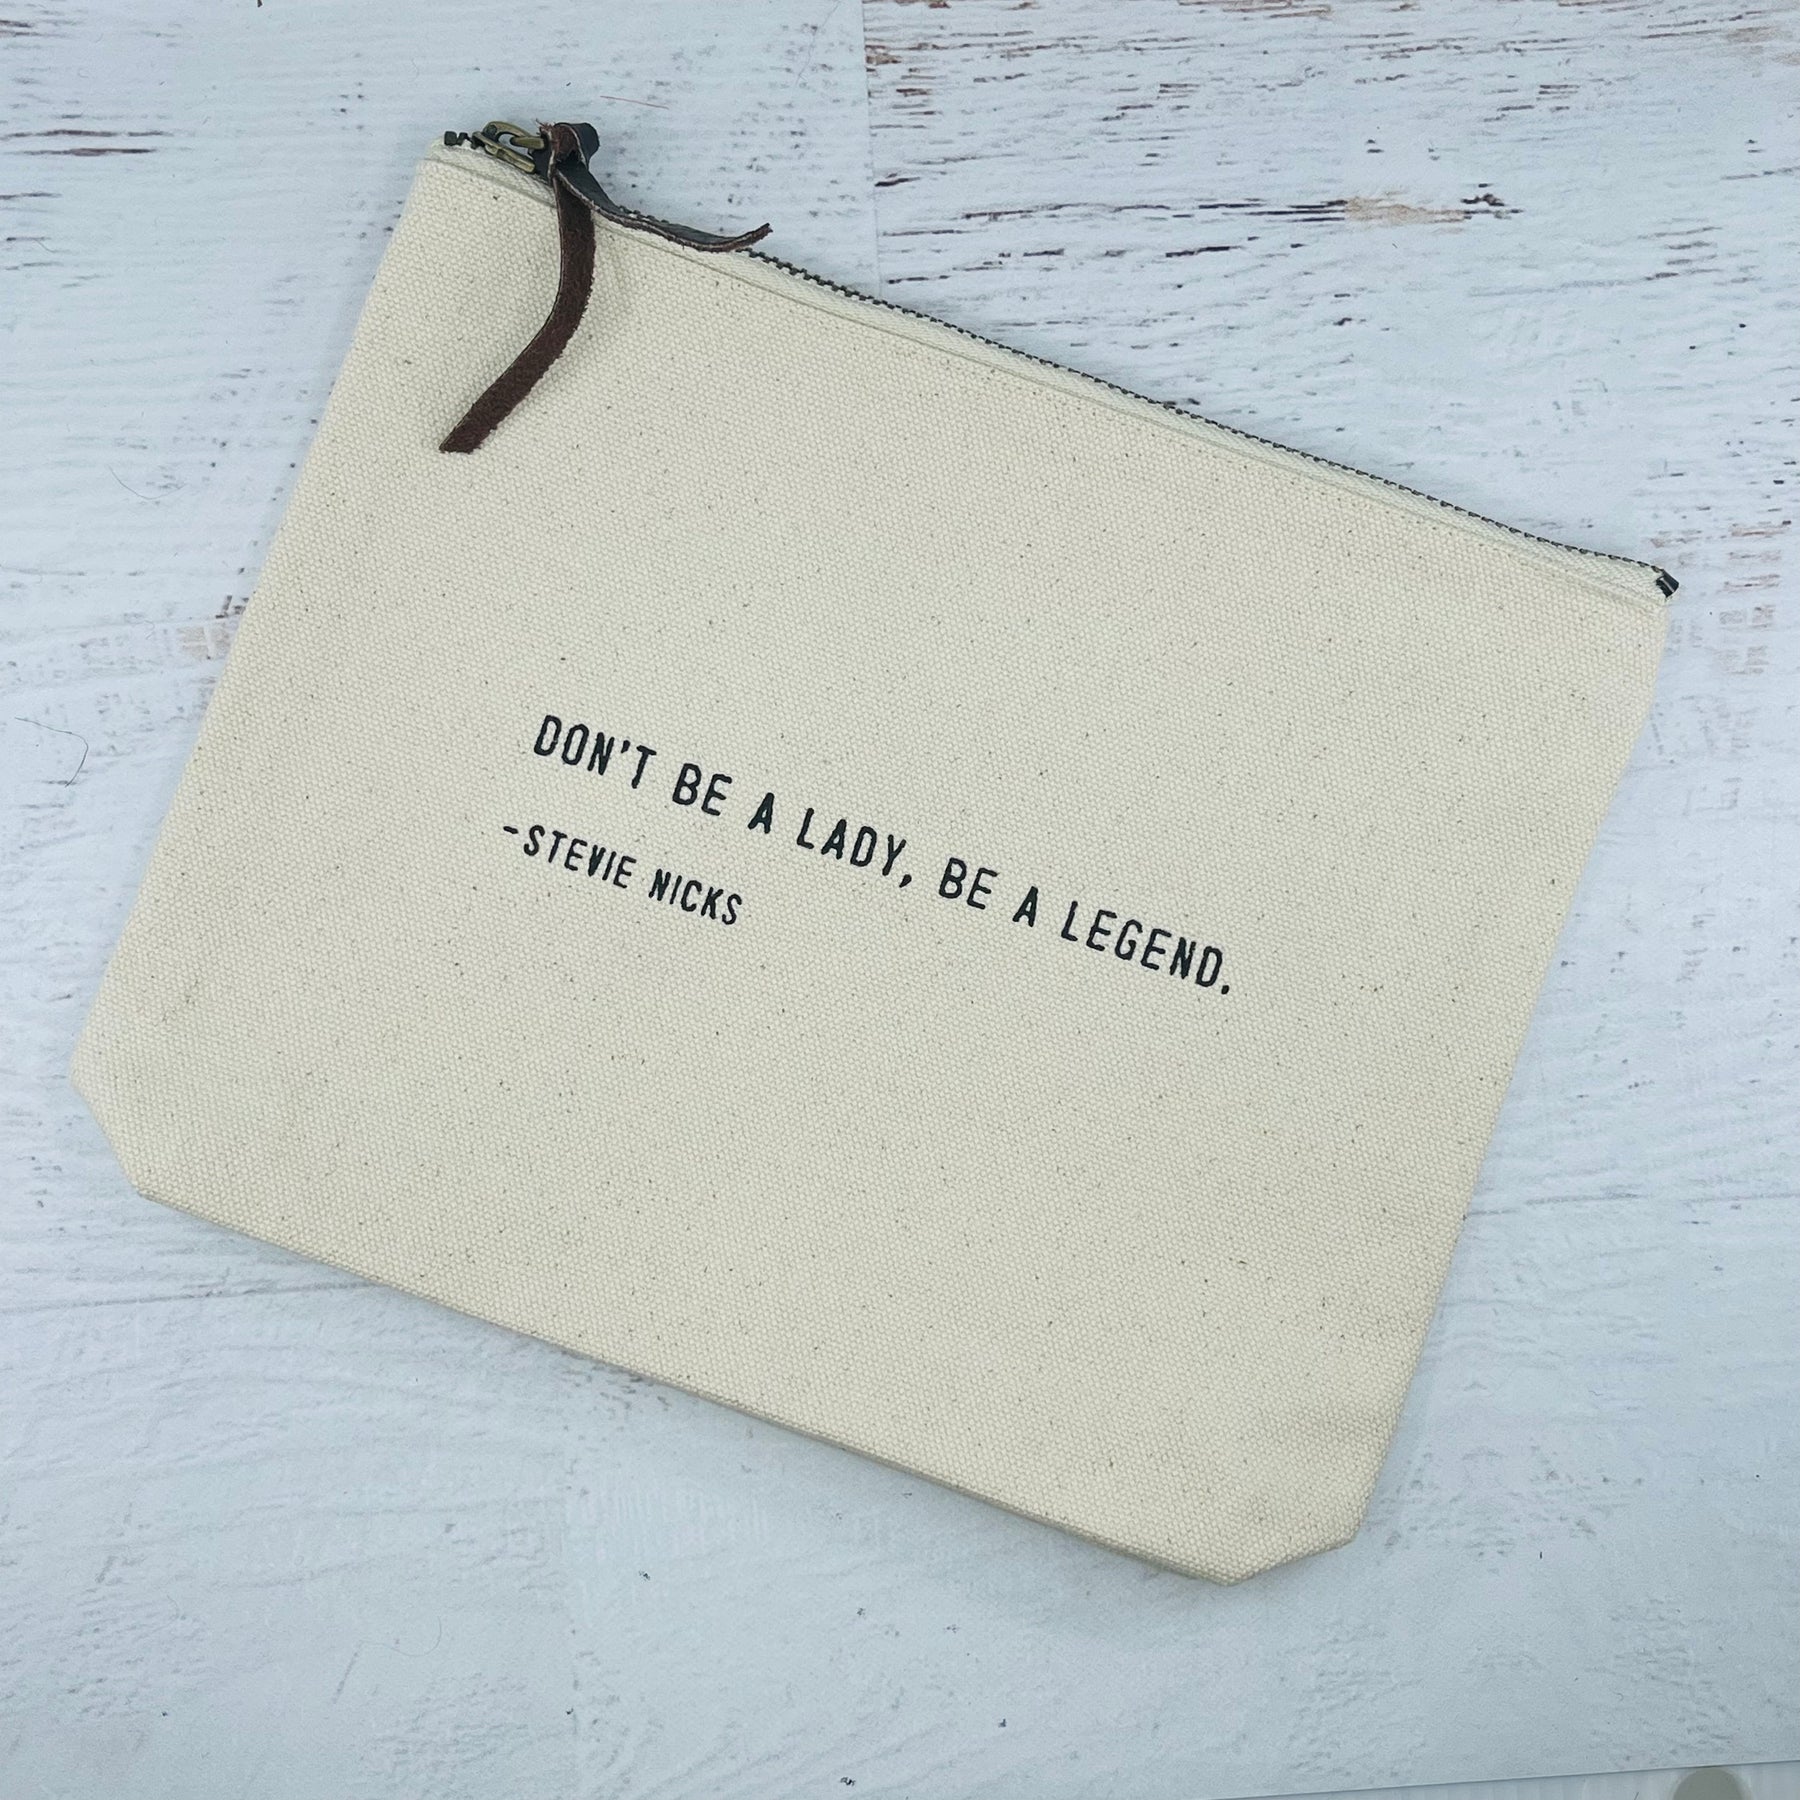 DON'T BE A LADY, BE A LEGEND.
-STEVIE NICKS